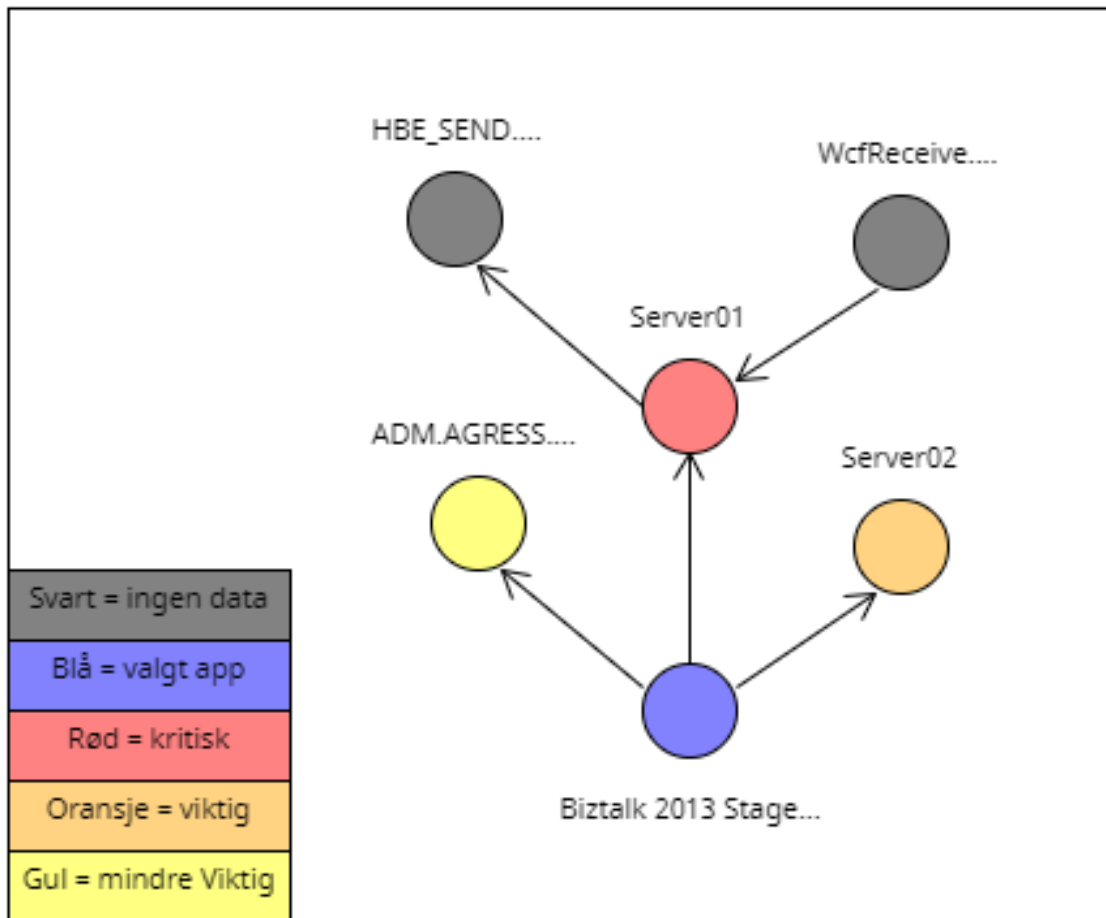 HBE_SEND....
WcfReceive....
Server01
ADM.AGRESS....
Server02
Svart = ingen data
Blå = valgt app
Rød = kritisk
Oransje = viktig
Gul = mindre Viktig
Biztalk 2013 Stage...